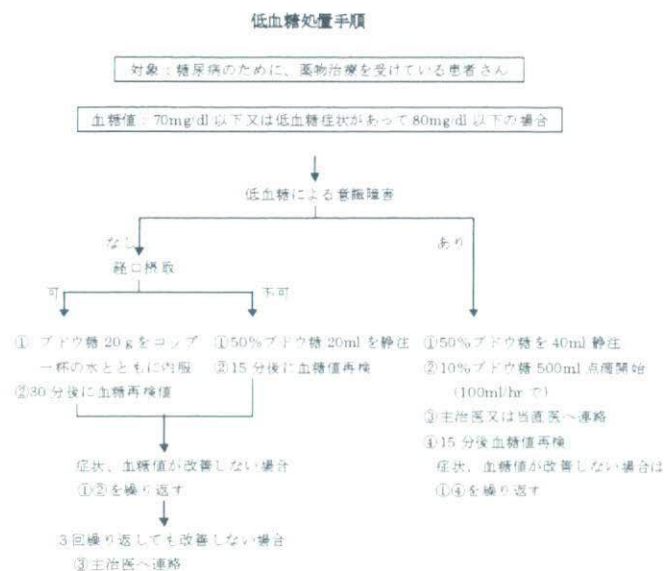 低血糖処置手順
対象：糖尿病のために、薬物治療を受けている患者さん
血糖値：70mg/dl 以下又は低血糖症状があって 80mg/dl 以下の場合
低血糖による意識障害
なし
あり
経口摂取
可
不可
① ブドウ糖 20g をコップ
一杯の水とともに内服
②30 分後に血糖再検値
①50%ブドウ糖 20ml を静注
②15 分後に血糖値再検
①50%ブドウ糖を 40ml 静注
②10%ブドウ糖 500ml 点滴開始
(100ml/hr で)
③主治医又は当直医へ連絡
④15 分後血糖値再検
症状、血糖値が改善しない場合は
①④を繰り返す
症状、血糖値が改善しない場合
①②を繰り返す
3回繰り返しても改善しない場合
③主治医へ連絡